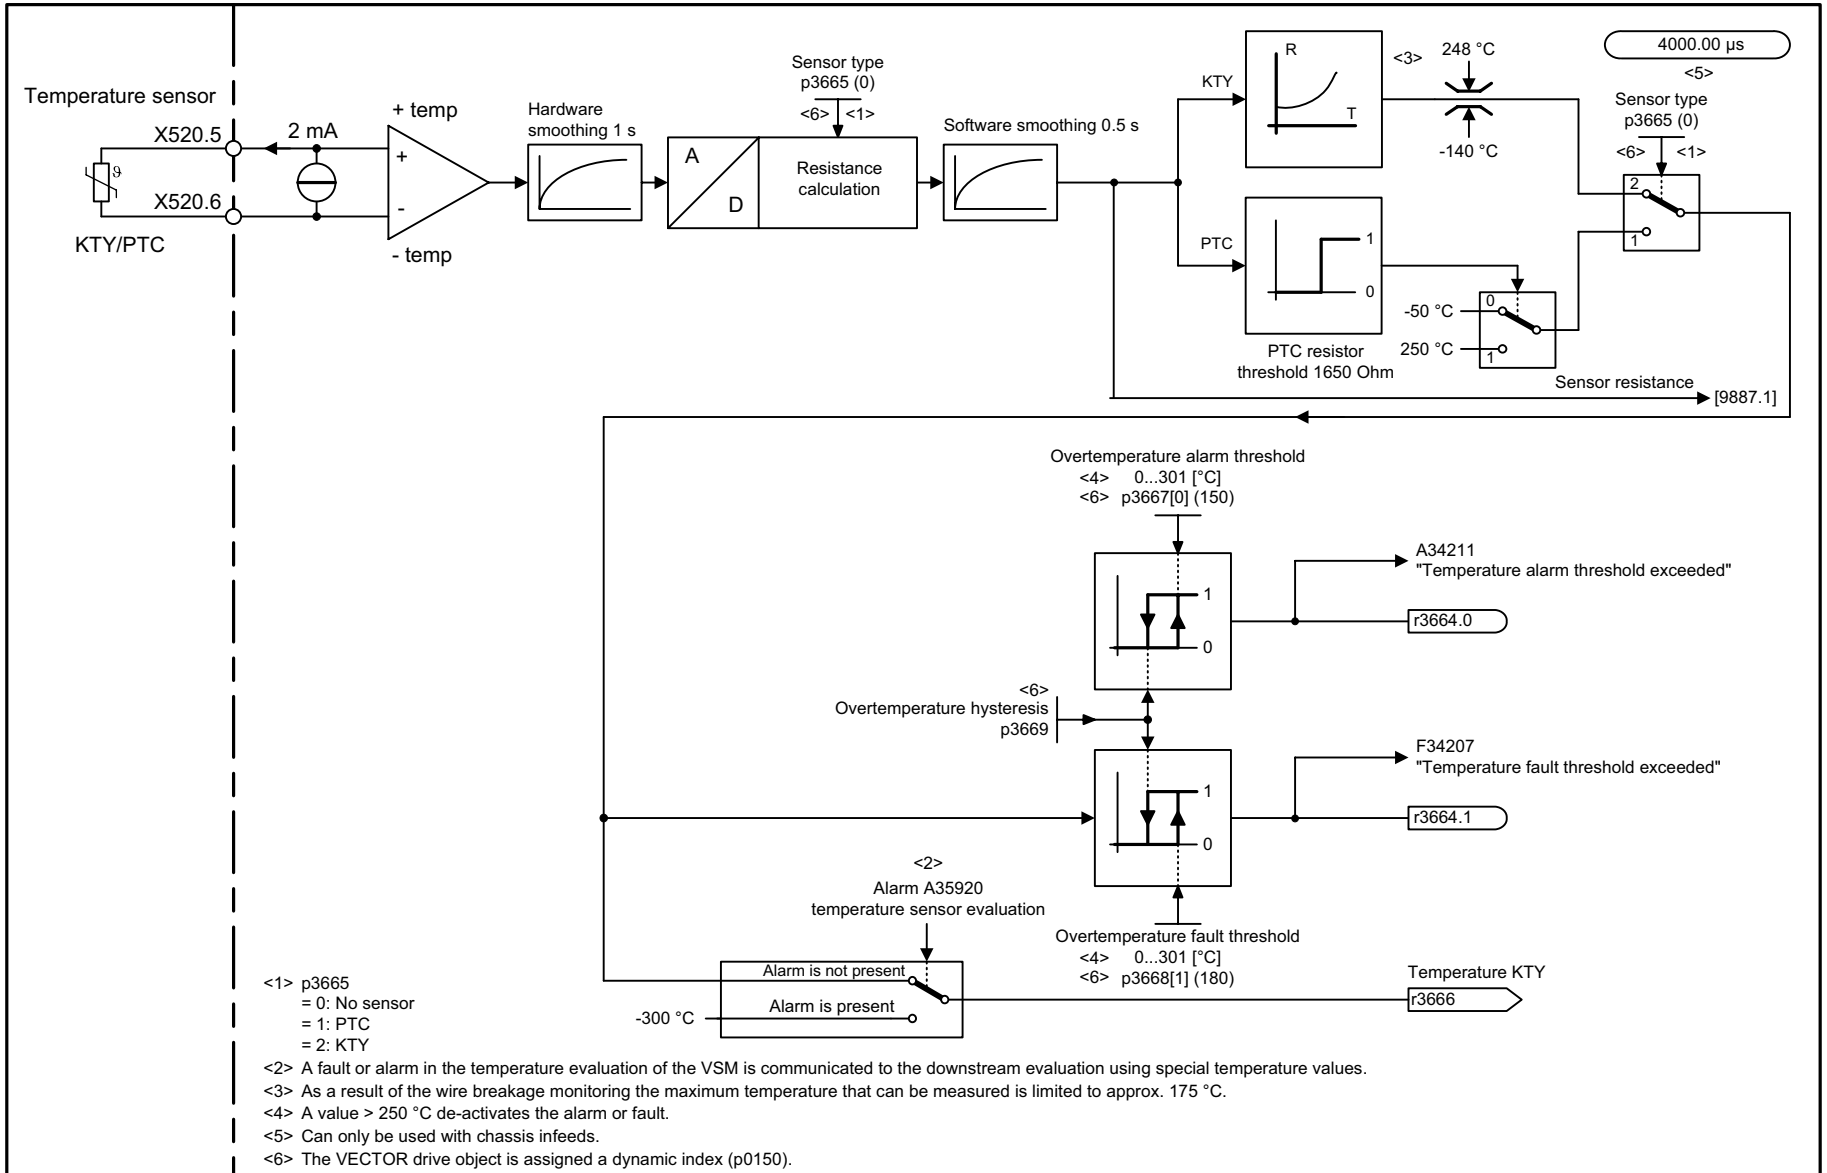 4000.00 µs
<5>
Temperature sensor
X520.5
X520.6
ϑ
KTY/PTC
2 mA
+ temp
+
-
- temp
Hardware
smoothing 1 s
Sensor type
p3665 (0)
<6> <1>
A
D
Resistance
calculation
Software smoothing 0.5 s
KTY
R
T
<3>
248 °C
-140 °C
Sensor type
p3665 (0)
<6> <1>
2
1
PTC
1
0
PTC resistor
threshold 1650 Ohm
-50 °C
0
250 °C
1
Sensor resistance
[9887.1]
Overtemperature alarm threshold
<4> 0...301 [°C]
<6> p3667[0] (150)
1
0
A34211
"Temperature alarm threshold exceeded"
r3664.0
<6>
Overtemperature hysteresis
p3669
1
0
F34207
"Temperature fault threshold exceeded"
r3664.1
Overtemperature fault threshold
<4> 0...301 [°C]
<6> p3668[1] (180)
<2>
Alarm A35920
temperature sensor evaluation
Alarm is not present
Alarm is present
-300 °C
Temperature KTY
r3666
<1> p3665
= 0: No sensor
= 1: PTC
= 2: KTY
<2> A fault or alarm in the temperature evaluation of the VSM is communicated to the downstream evaluation using special temperature values.
<3> As a result of the wire breakage monitoring the maximum temperature that can be measured is limited to approx. 175 °C.
<4> A value > 250 °C de-activates the alarm or fault.
<5> Can only be used with chassis infeeds.
<6> The VECTOR drive object is assigned a dynamic index (p0150).